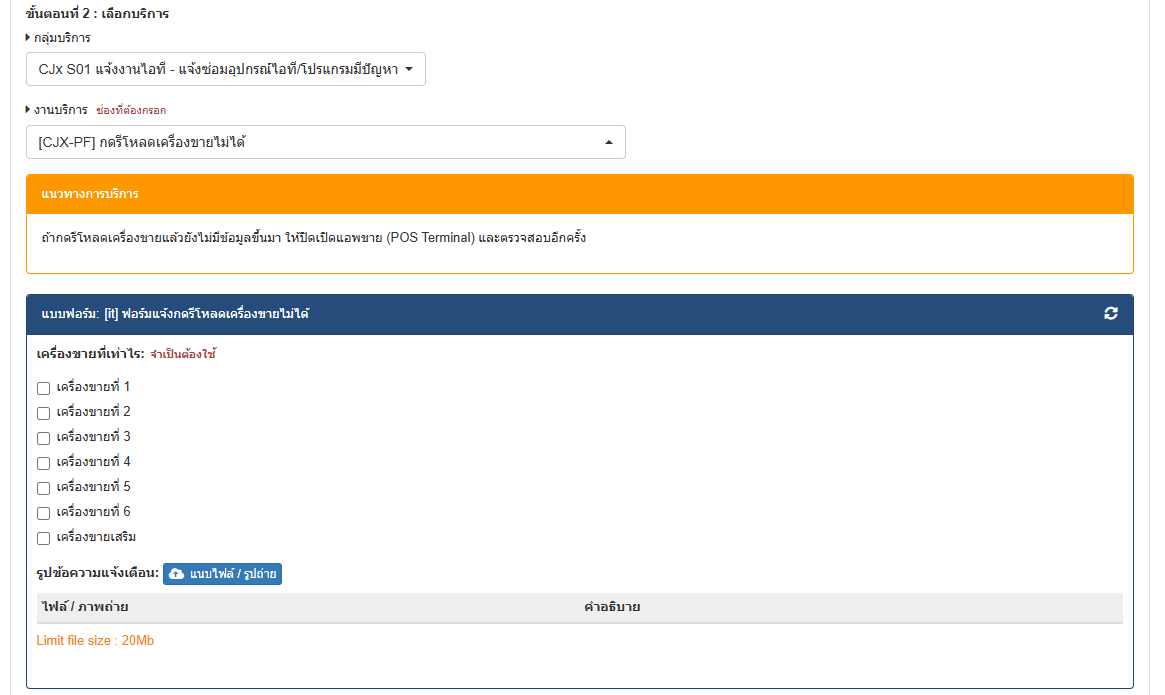 ขั้นตอนที่ 2 : เลือกบริการ
กลุ่มบริการ
CJx S01 แจ้งงานไอที - แจ้งซ่อมอุปกรณ์ไอที/โปรแกรมมีปัญหา
งานบริการ ช่องที่ต้องกรอก
[CJX-PF] กดรีโหลดเครื่องขายไม่ได้
แนวทางการบริการ
ถ้ากดรีโหลดเครื่องขายแล้วยังไม่มีข้อมูลขึ้นมา ให้ปิดเปิดแอพขาย (POS Terminal) และตรวจสอบอีกครั้ง
แบบฟอร์ม: [it] ฟอร์มแจ้งกดรีโหลดเครื่องขายไม่ได้
เครื่องขายที่เท่าไร: จำเป็นต้องใช้
เครื่องขายที่ 1
เครื่องขายที่ 2
เครื่องขายที่ 3
เครื่องขายที่ 4
เครื่องขายที่ 5
เครื่องขายที่ 6
เครื่องขายเสริม
รูปข้อความแจ้งเตือน: แนบไฟล์ / รูปถ่าย
ไฟล์ / ภาพถ่าย คำอธิบาย
Limit file size : 20Mb